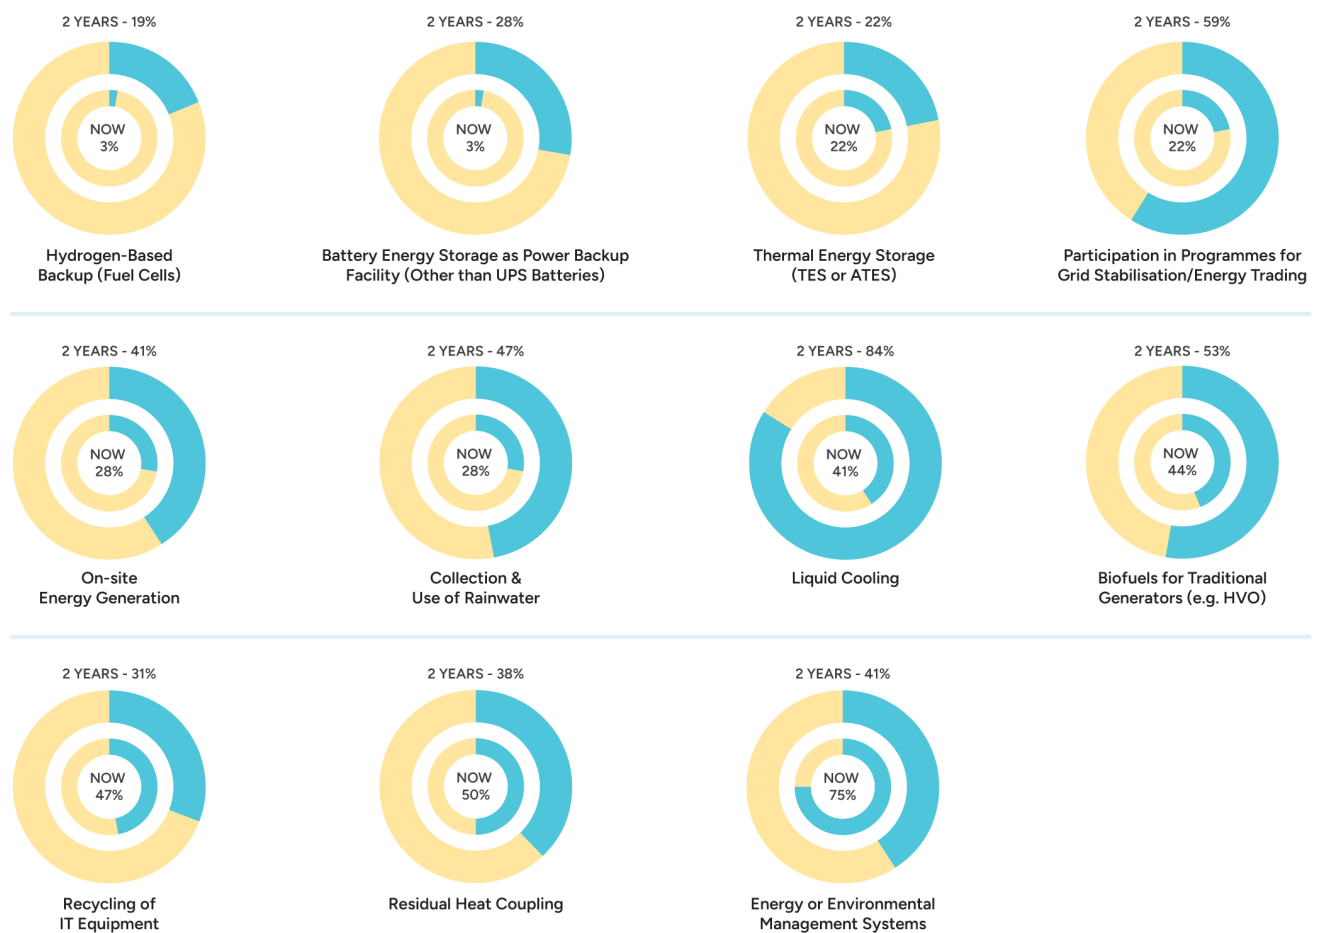 2 YEARS - 19%
NOW
3%
Hydrogen-Based
Backup (Fuel Cells)
2 YEARS - 28%
NOW
3%
Battery Energy Storage as Power Backup
Facility (Other than UPS Batteries)
2 YEARS - 22%
NOW
22%
Thermal Energy Storage
(TES or ATES)
2 YEARS - 59%
NOW
22%
Participation in Programmes for
Grid Stabilisation/Energy Trading
2 YEARS - 41%
NOW
28%
On-site
Energy Generation
2 YEARS - 47%
NOW
28%
Collection &
Use of Rainwater
2 YEARS - 84%
NOW
41%
Liquid Cooling
2 YEARS - 53%
NOW
44%
Biofuels for Traditional
Generators (e.g. HVO)
2 YEARS - 31%
NOW
47%
Recycling of
IT Equipment
2 YEARS - 38%
NOW
50%
Residual Heat Coupling
2 YEARS - 41%
NOW
75%
Energy or Environmental
Management Systems